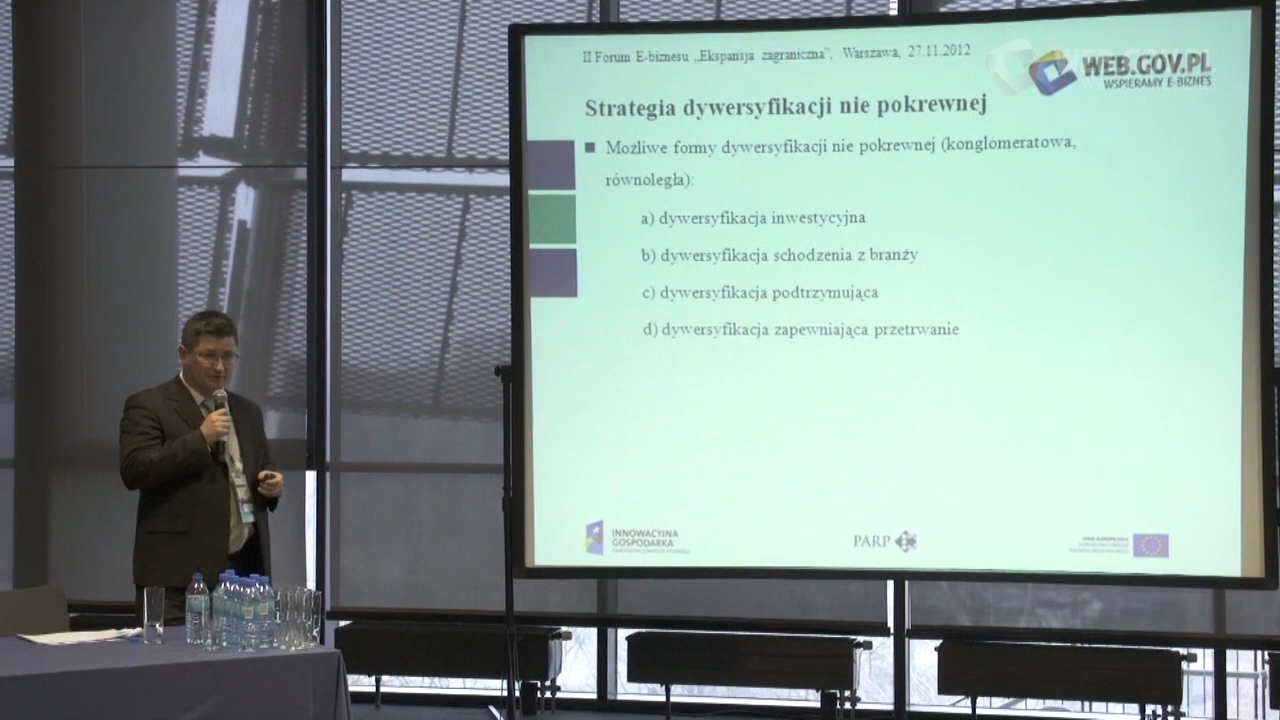 II Forum E-biznesu „Ekspansja zagraniczna”, Warszawa, 27.11.2012
WEB.GOV.PL
WSPIERAMY E-BIZNES
Strategia dywersyfikacji nie pokrewnej
Możliwe formy dywersyfikacji nie pokrewnej (konglomeratowa,
równoległa):
a) dywersyfikacja inwestycyjna
b) dywersyfikacja schodzenia z branży
c) dywersyfikacja podtrzymująca
d) dywersyfikacja zapewniająca przetrwanie
INNOWACYJNA
GOSPODARKA
PARP
UNIA EUROPEJSKA